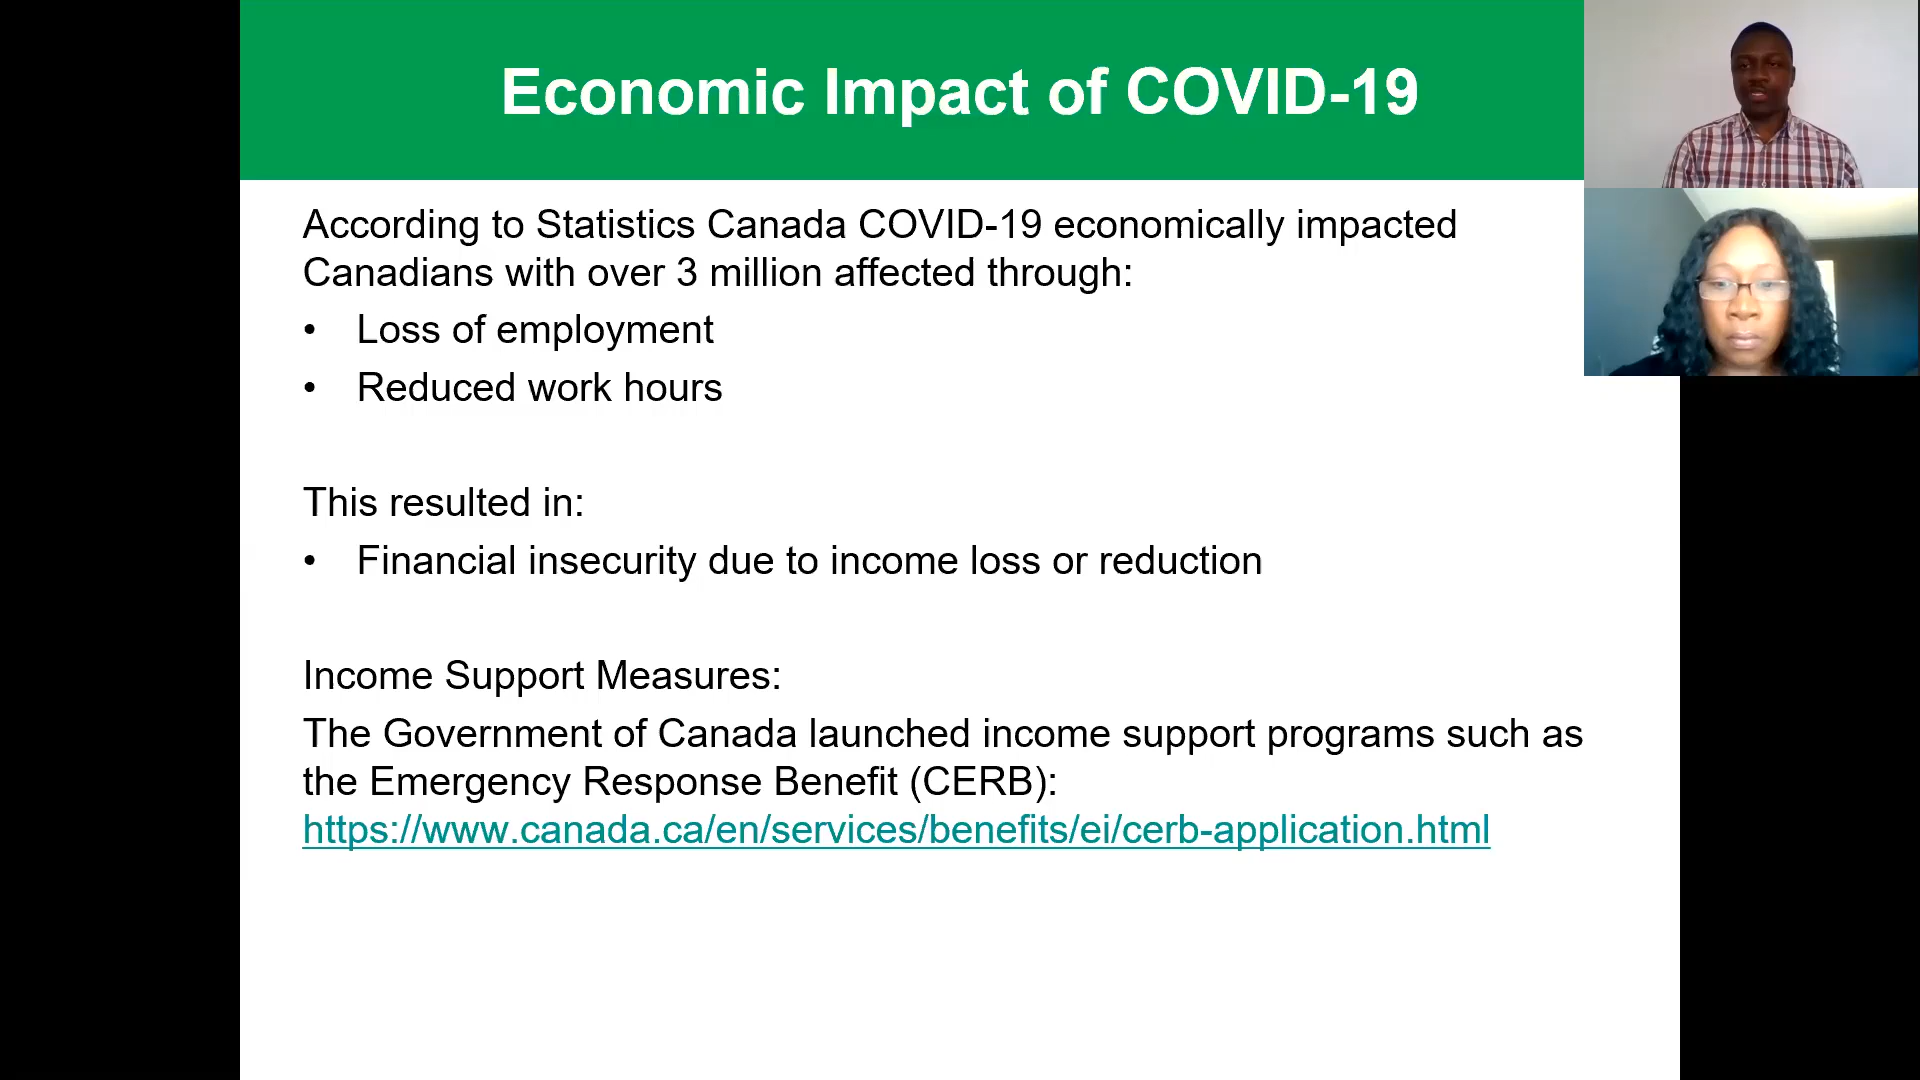 Economic Impact of COVID-19
According to Statistics Canada COVID-19 economically impacted
Canadians with over 3 million affected through:
• Loss of employment
• Reduced work hours
This resulted in:
• Financial insecurity due to income loss or reduction
Income Support Measures:
The Government of Canada launched income support programs such as
the Emergency Response Benefit (CERB):
https://www.canada.ca/en/services/benefits/ei/cerb-application.html